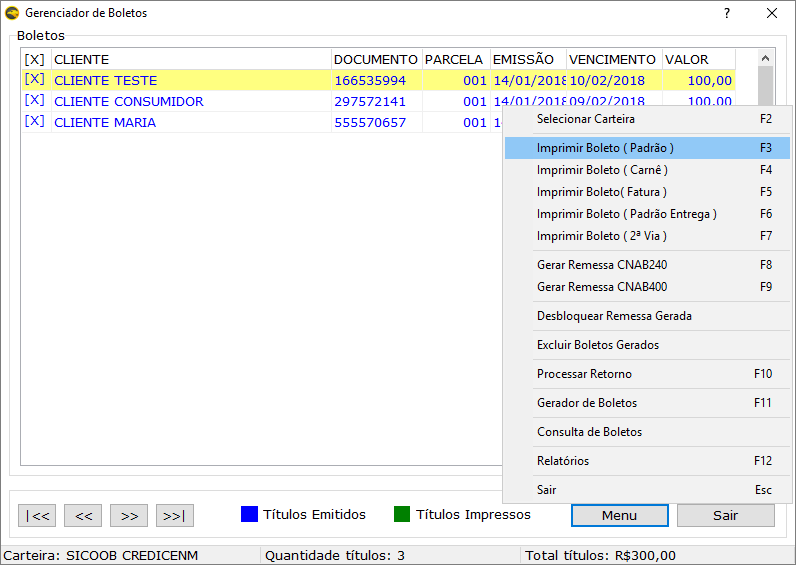 Gerenciador de Boletos ?
Boletos
[X] CLIENTE DOCUMENTO PARCELA EMISSÃO VENCIMENTO VALOR
[X] CLIENTE TESTE 166535994 001 14/01/2018 10/02/2018 100,00
[X] CLIENTE CONSUMIDOR 297572141 001 14/01/2018 09/02/2018 100,00
[X] CLIENTE MARIA 555570657 001
Selecionar Carteira F2
Imprimir Boleto ( Padrão ) F3
Imprimir Boleto ( Carnê ) F4
Imprimir Boleto( Fatura ) F5
Imprimir Boleto ( Padrão Entrega ) F6
Imprimir Boleto ( 2ª Via ) F7
Gerar Remessa CNAB240 F8
Gerar Remessa CNAB400 F9
Desbloquear Remessa Gerada
Excluir Boletos Gerados
Processar Retorno F10
Gerador de Boletos F11
Consulta de Boletos
Relatórios F12
Sair Esc
|<< << >> >>| Títulos Emitidos Títulos Impressos Menu Sair
Carteira: SICOOB CREDICENM Quantidade títulos: 3 Total títulos: R$300,00